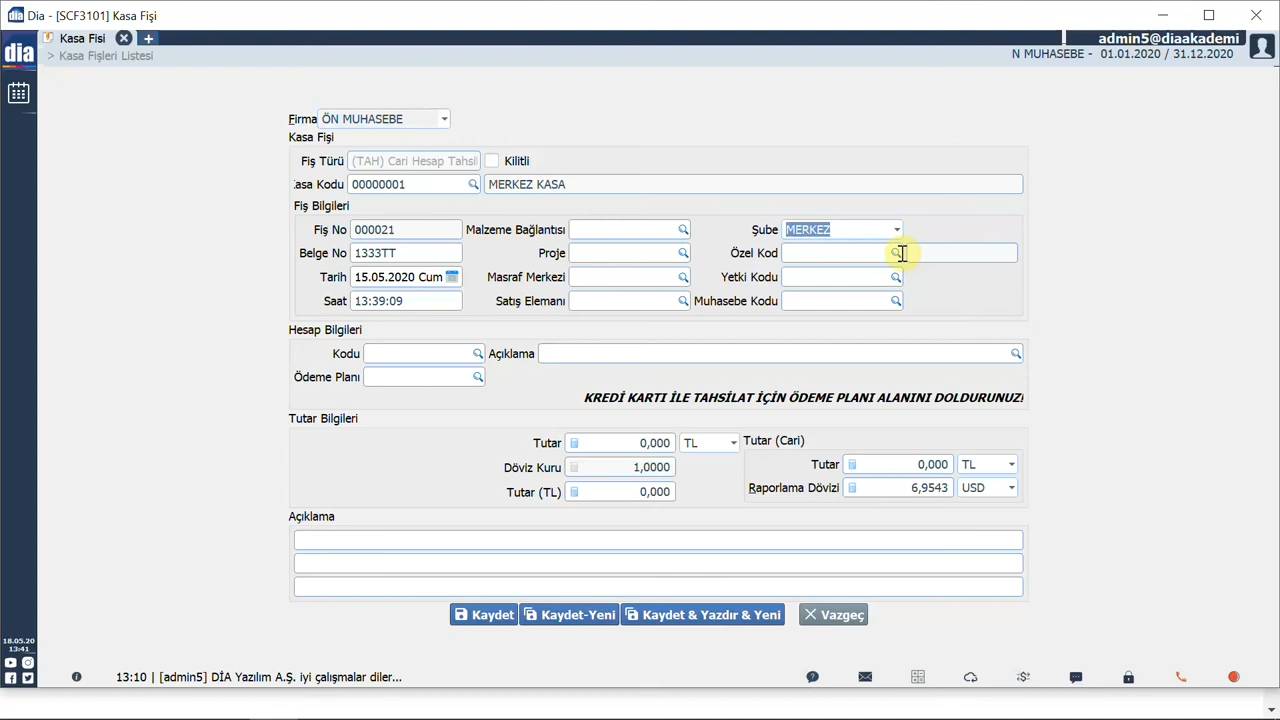 dia Dia - [SCF3101] Kasa Fişi
Kasa Fisi
admin5@diaakademi
dia
> Kasa Fişleri Listesi
N MUHASEBE - 01.01.2020 / 31.12.2020
Firma ÖN MUHASEBE
Kasa Fişi
Fiş Türü (TAH) Cari Hesap Tahsil Kilitli
asa Kodu 00000001 MERKEZ KASA
Fiş Bilgileri
Fiş No 000021 Malzeme Bağlantısı Şube MERKEZ
Belge No 1333TT Proje Özel Kod
Tarih 15.05.2020 Cum Masraf Merkezi Yetki Kodu
Saat 13:39:09 Satış Elemanı Muhasebe Kodu
Hesap Bilgileri
Kodu Açıklama
Ödeme Planı
KREDİ KARTI İLE TAHSİLAT İÇİN ÖDEME PLANI ALANINI DOLDURUNUZ!
Tutar Bilgileri
Tutar 0,000 TL Tutar (Cari)
Döviz Kuru 1,0000 Tutar 0,000 TL
Tutar (TL) 0,000 Raporlama Dövizi 6,9543 USD
Açıklama
Kaydet Kaydet-Yeni Kaydet & Yazdır & Yeni Vazgeç
18.05.20
13:41
13:10 | [admin5] DİA Yazılım A.Ş. iyi çalışmalar diler...